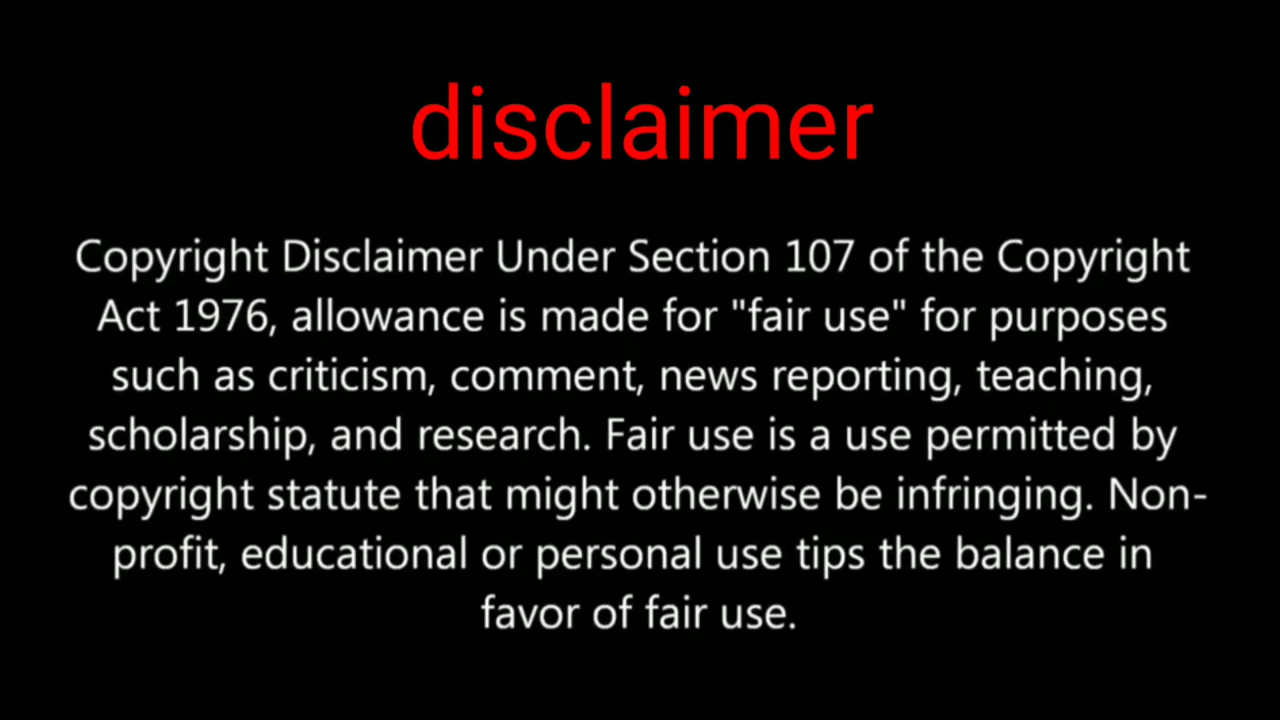 disclaimer
Copyright Disclaimer Under Section 107 of the Copyright
Act 1976, allowance is made for "fair use" for purposes
such as criticism, comment, news reporting, teaching,
scholarship, and research. Fair use is a use permitted by
copyright statute that might otherwise be infringing. Non-
profit, educational or personal use tips the balance in
favor of fair use.